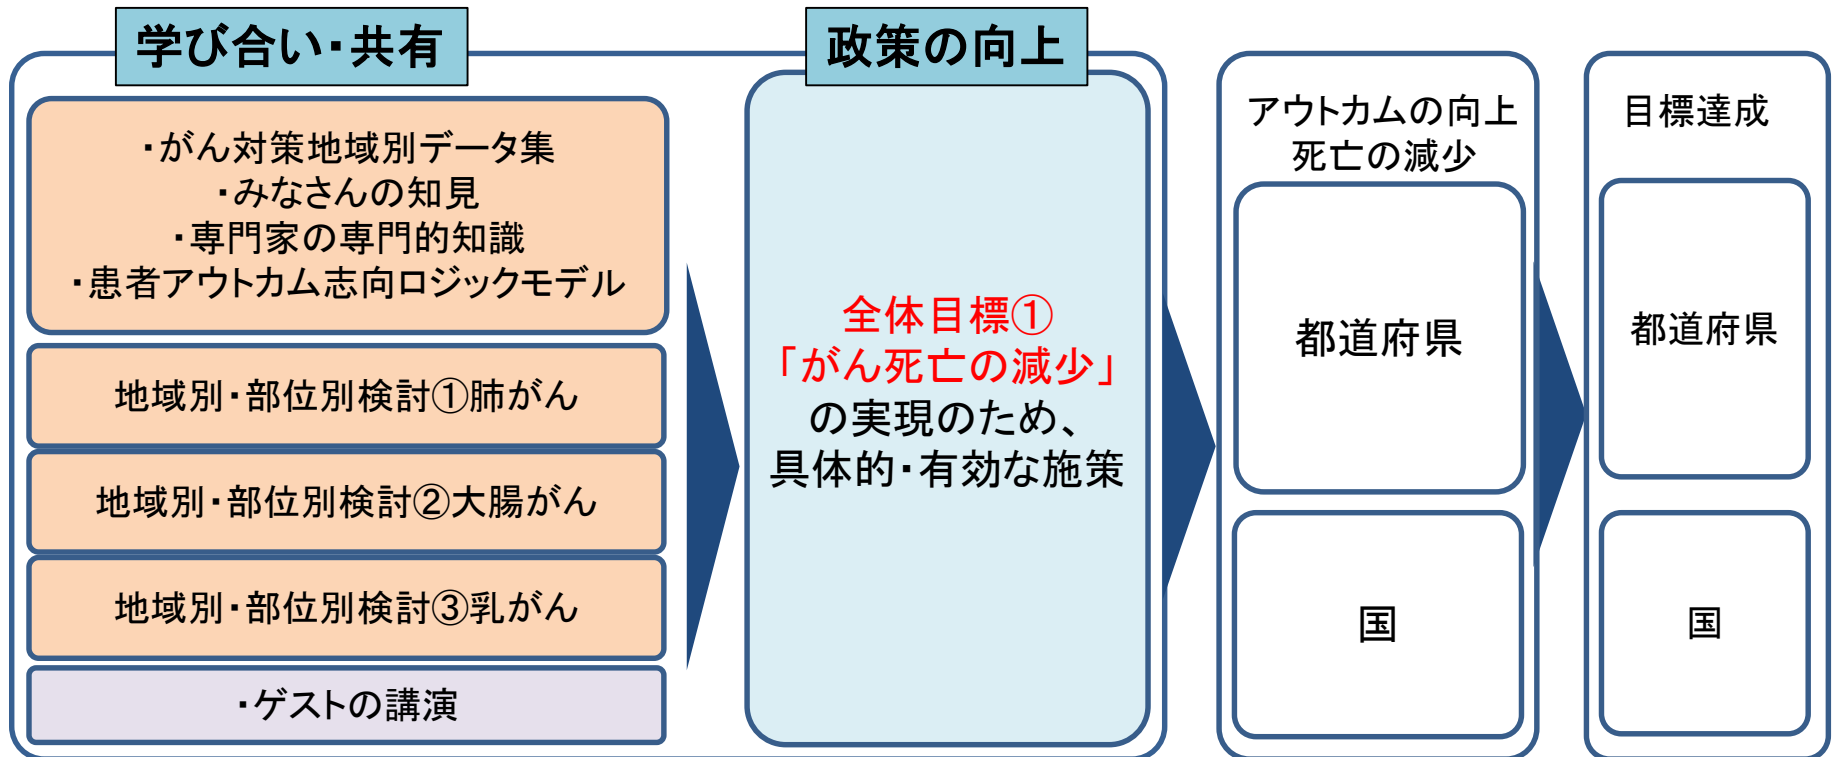 学び合い・共有
・がん対策地域別データ集
・みなさんの知見
・専門家の専門的知識
・患者アウトカム志向ロジックモデル
地域別・部位別検討①肺がん
地域別・部位別検討②大腸がん
地域別・部位別検討③乳がん
・ゲストの講演
政策の向上
全体目標①
「がん死亡の減少」
の実現のため、
具体的・有効な施策
アウトカムの向上
死亡の減少
都道府県
国
目標達成
都道府県
国